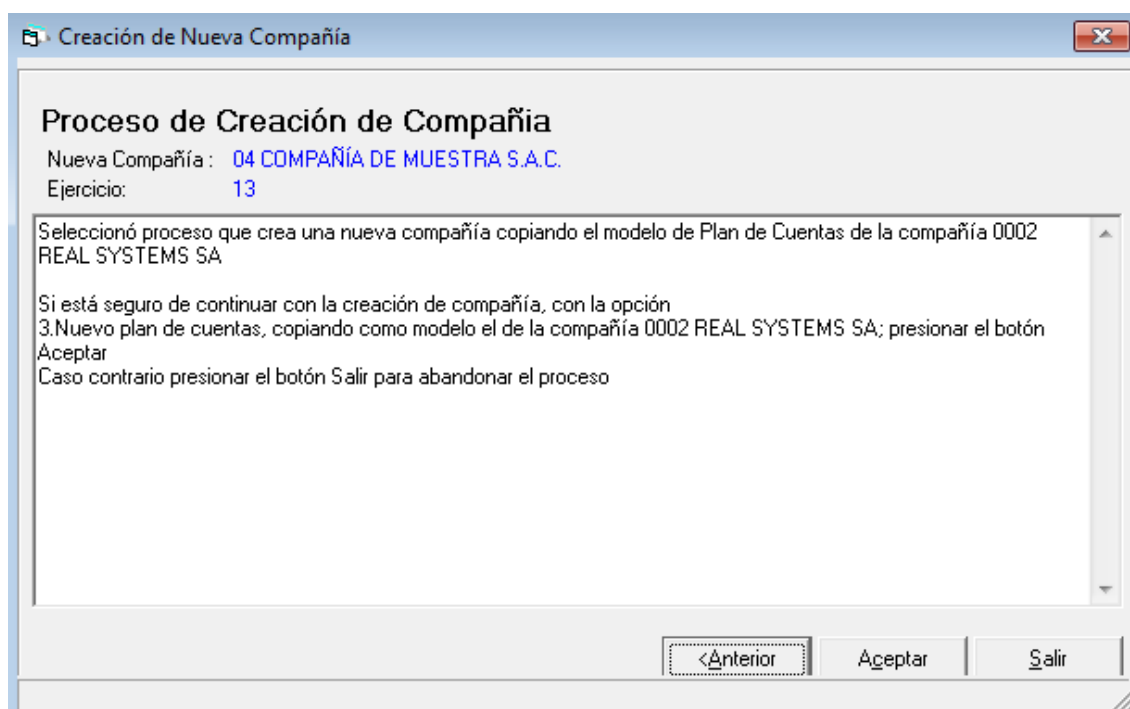 Creación de Nueva Compañía
Proceso de Creación de Compañia
Nueva Compañía : 04 COMPAÑÍA DE MUESTRA S.A.C.
Ejercicio: 13
Seleccionó proceso que crea una nueva compañía copiando el modelo de Plan de Cuentas de la compañía 0002
REAL SYSTEMS SA
Si está seguro de continuar con la creación de compañía, con la opción
3.Nuevo plan de cuentas, copiando como modelo el de la compañía 0002 REAL SYSTEMS SA; presionar el botón
Aceptar
Caso contrario presionar el botón Salir para abandonar el proceso
<Anterior Aceptar Salir